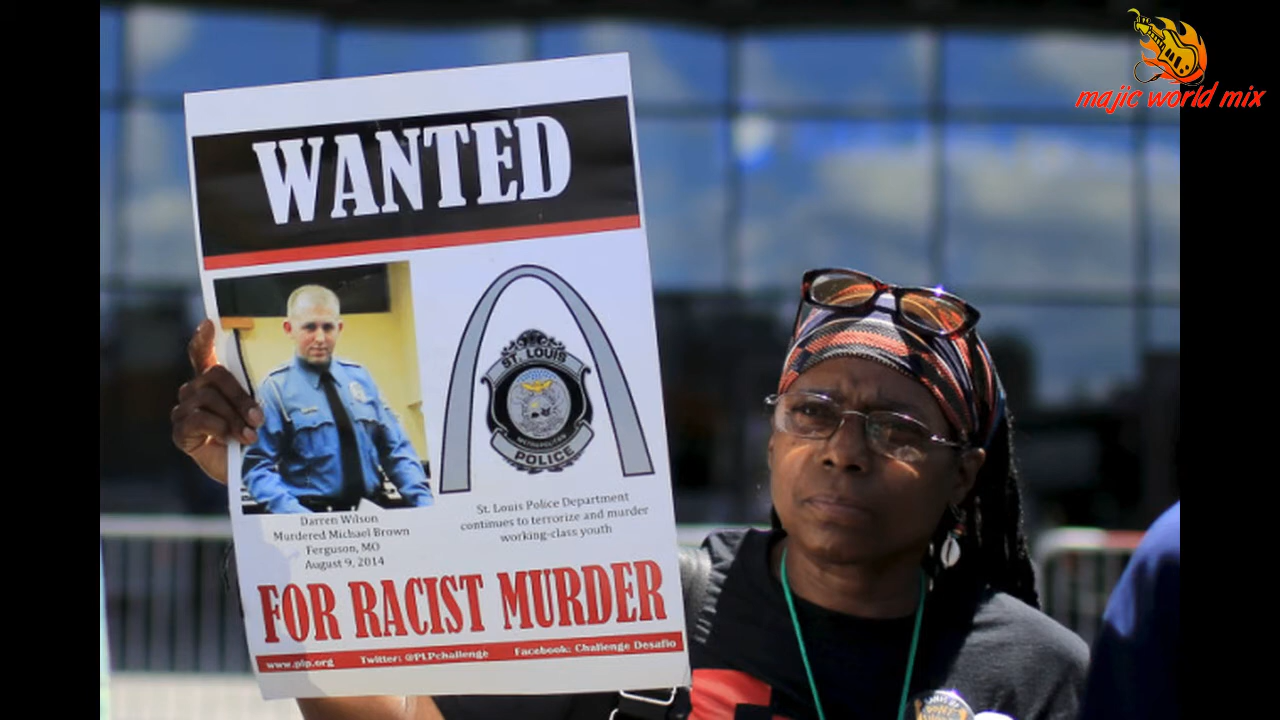 majic world mix
WANTED
ST. LOUIS
METROPOLITAN
POLICE
Darren Wilson
Murdered Michael Brown
Ferguson, MO
August 9, 2014
St. Louis Police Department
continues to terrorize and murder
working-class youth
FOR RACIST MURDER
www.plp.org Twitter: @PLPchallenge Facebook: Challenge Desafio